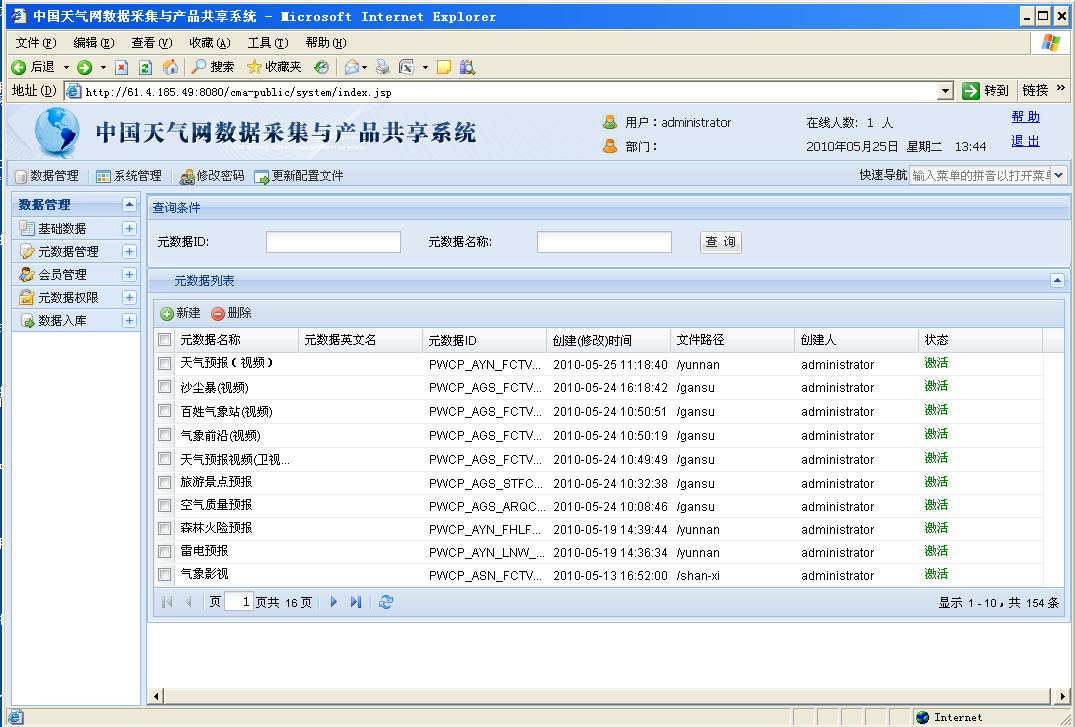 中国天气网数据采集与产品共享系统 - Microsoft Internet Explorer
文件(F) 编辑(E) 查看(V) 收藏(A) 工具(T) 帮助(H)
后退 搜索 收藏夹
地址(D) http://61.4.185.49:8080/cma-public/system/index.jsp 转到 链接 »
中国天气网数据采集与产品共享系统 用户：administrator 在线人数: 1 人 帮助
部门： 2010年05月25日 星期二 13:44 退出
数据管理 系统管理 修改密码 更新配置文件 快速导航 输入菜单的拼音以打开菜单
数据管理
基础数据
元数据管理
会员管理
元数据权限
数据入库
查询条件
元数据ID: 元数据名称: 查 询
元数据列表
新建 删除
元数据名称 元数据英文名 元数据ID 创建(修改)时间 文件路径 创建人 状态
天气预报（视频） PWCP_AYN_FCTV... 2010-05-25 11:18:40 /yunnan administrator 激活
沙尘暴(视频) PWCP_AGS_FCTV... 2010-05-24 16:18:42 /gansu administrator 激活
百姓气象站(视频) PWCP_AGS_FCTV... 2010-05-24 10:50:51 /gansu administrator 激活
气象前沿(视频) PWCP_AGS_FCTV... 2010-05-24 10:50:19 /gansu administrator 激活
天气预报视频(卫视... PWCP_AGS_FCTV... 2010-05-24 10:49:49 /gansu administrator 激活
旅游景点预报 PWCP_AGS_STFC... 2010-05-24 10:32:38 /gansu administrator 激活
空气质量预报 PWCP_AGS_ARQC... 2010-05-24 10:08:46 /gansu administrator 激活
森林火险预报 PWCP_AYN_FHLF... 2010-05-19 14:39:44 /yunnan administrator 激活
雷电预报 PWCP_AYN_LNW_... 2010-05-19 14:36:34 /yunnan administrator 激活
气象影视 PWCP_ASN_FCTV... 2010-05-13 16:52:00 /shan-xi administrator 激活
页 1 页共 16 页 显示 1 - 10，共 154 条
Internet